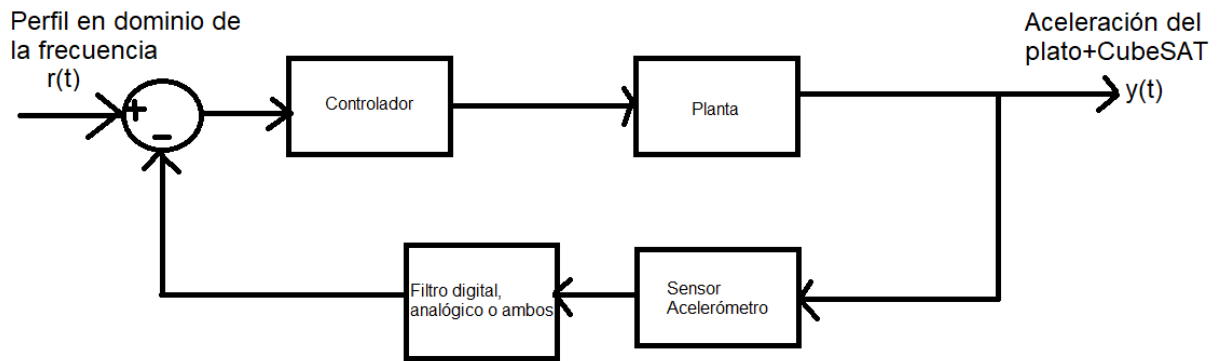 Perfil en dominio de
la frecuencia
r(t)
Aceleración del
plato+CubeSAT
y(t)
+
−
Controlador
Planta
Filtro digital,
analógico o ambos
Sensor
Acelerómetro